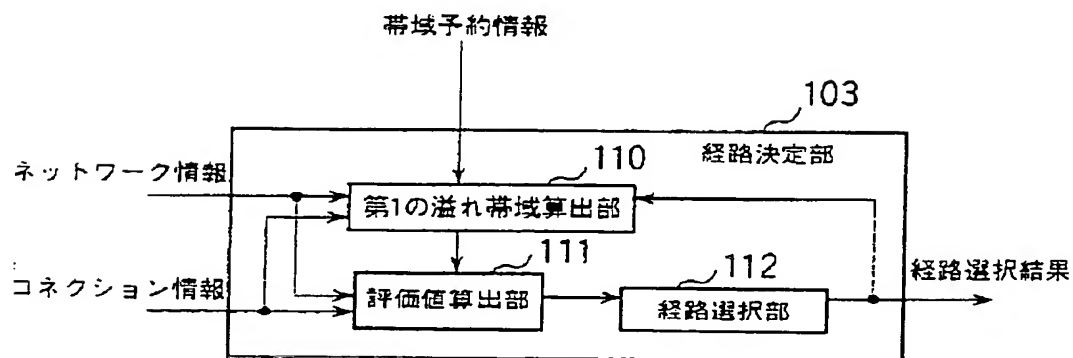 帯域予約情報
103
経路決定部
ネットワーク情報
110
第1の溢れ帯域算出部
111
112
コネクション情報
評価値算出部
経路選択部
経路選択結果